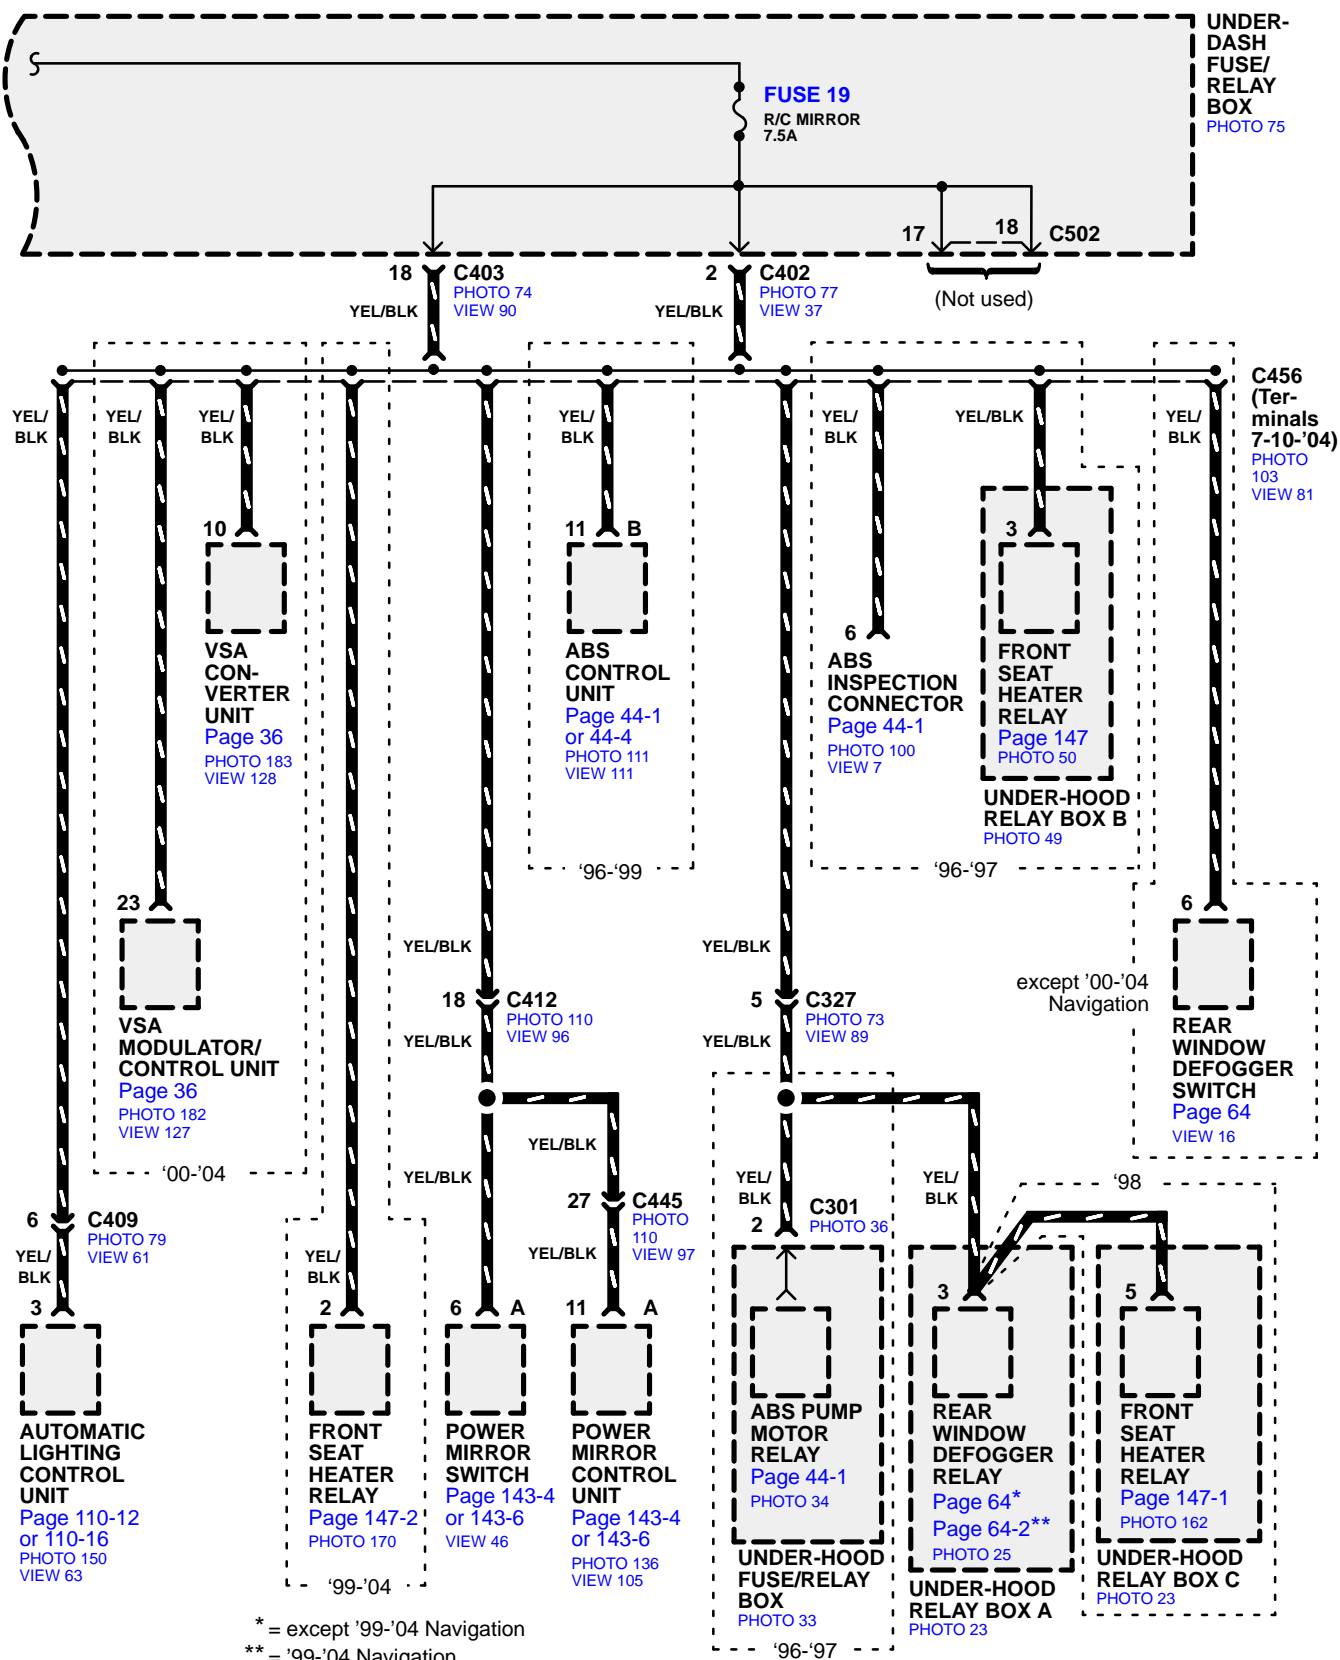 UNDER-
DASH
FUSE/
RELAY
BOX
PHOTO 75
FUSE 19
R/C MIRROR
7.5A
17
18
C502
(Not used)
18
C403
PHOTO 74
VIEW 90
YEL/BLK
2
C402
PHOTO 77
VIEW 37
YEL/BLK
C456
(Ter-
minals
7-10-’04)
PHOTO
103
VIEW 81
YEL/
BLK
YEL/
BLK
YEL/
BLK
YEL/
BLK
YEL/
BLK
YEL/BLK
YEL/
BLK
10
VSA
CON-
VERTER
UNIT
Page 36
PHOTO 183
VIEW 128
11
B
ABS
CONTROL
UNIT
Page 44-1
or 44-4
PHOTO 111
VIEW 111
‘96-‘99
6
ABS
INSPECTION
CONNECTOR
Page 44-1
PHOTO 100
VIEW 7
3
FRONT
SEAT
HEATER
RELAY
Page 147
PHOTO 50
UNDER-HOOD
RELAY BOX B
PHOTO 49
‘96-‘97
23
VSA
MODULATOR/
CONTROL UNIT
Page 36
PHOTO 182
VIEW 127
‘00-‘04
YEL/BLK
18
C412
PHOTO 110
VIEW 96
YEL/BLK
YEL/BLK
5
C327
PHOTO 73
VIEW 89
YEL/BLK
6
except ’00-’04
Navigation
REAR
WINDOW
DEFOGGER
SWITCH
Page 64
VIEW 16
YEL/BLK
YEL/BLK
27
C445
PHOTO
110
VIEW 97
YEL/BLK
YEL/
BLK
2
C301
PHOTO 36
YEL/
BLK
‘98
6
C409
PHOTO 79
VIEW 61
YEL/
BLK
3
AUTOMATIC
LIGHTING
CONTROL
UNIT
Page 110-12
or 110-16
PHOTO 150
VIEW 63
YEL/
BLK
2
FRONT
SEAT
HEATER
RELAY
Page 147-2
PHOTO 170
‘99-‘04
6
A
POWER
MIRROR
SWITCH
Page 143-4
or 143-6
VIEW 46
11
A
POWER
MIRROR
CONTROL
UNIT
Page 143-4
or 143-6
PHOTO 136
VIEW 105
ABS PUMP
MOTOR
RELAY
Page 44-1
PHOTO 34
UNDER-HOOD
FUSE/RELAY
BOX
PHOTO 33
‘96-‘97
3
REAR
WINDOW
DEFOGGER
RELAY
Page 64*
Page 64-2**
PHOTO 25
UNDER-HOOD
RELAY BOX A
PHOTO 23
5
FRONT
SEAT
HEATER
RELAY
Page 147-1
PHOTO 162
UNDER-HOOD
RELAY BOX C
PHOTO 23
* = except ’99-’04 Navigation
** = ’99-’04 Navigation